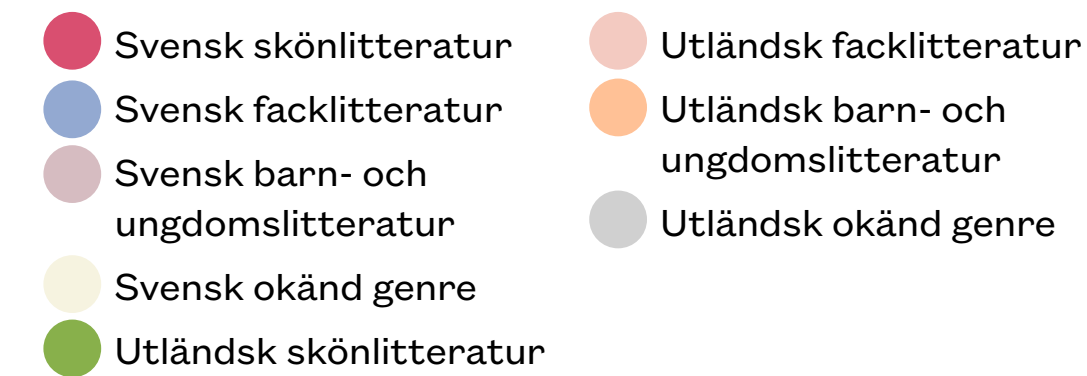 Svensk skönlitteratur
Svensk facklitteratur
Svensk barn- och
ungdomslitteratur
Svensk okänd genre
Utländsk skönlitteratur
Utländsk facklitteratur
Utländsk barn- och
ungdomslitteratur
Utländsk okänd genre